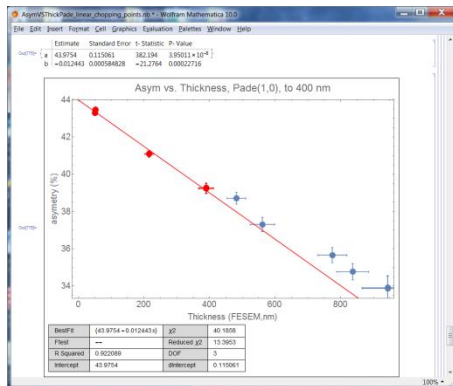 AsymVSThickPade_linear_chopping_points.nb * - Wolfram Mathematica 10.0
File Edit Insert Format Cell Graphics Evaluation Palettes Window Help
Estimate Standard Error t- Statistic P- Value
a 43.9754 0.115061 382.194 3.95011×10⁻⁸
b -0.012443 0.000584828 -21.2764 0.00022716
Asym vs. Thickness, Pade(1,0), to 400 nm
44
42
40
38
36
34
asymetry (%)
0 200 400 600 800
Thickness (FESEM,nm)
BestFit {43.9754-0.012443x} χ2 40.1858
Ftest --- Reduced χ2 13.3953
R Squared 0.922089 DOF 3
Intercept 43.9754 dIntercept 0.115061
100%